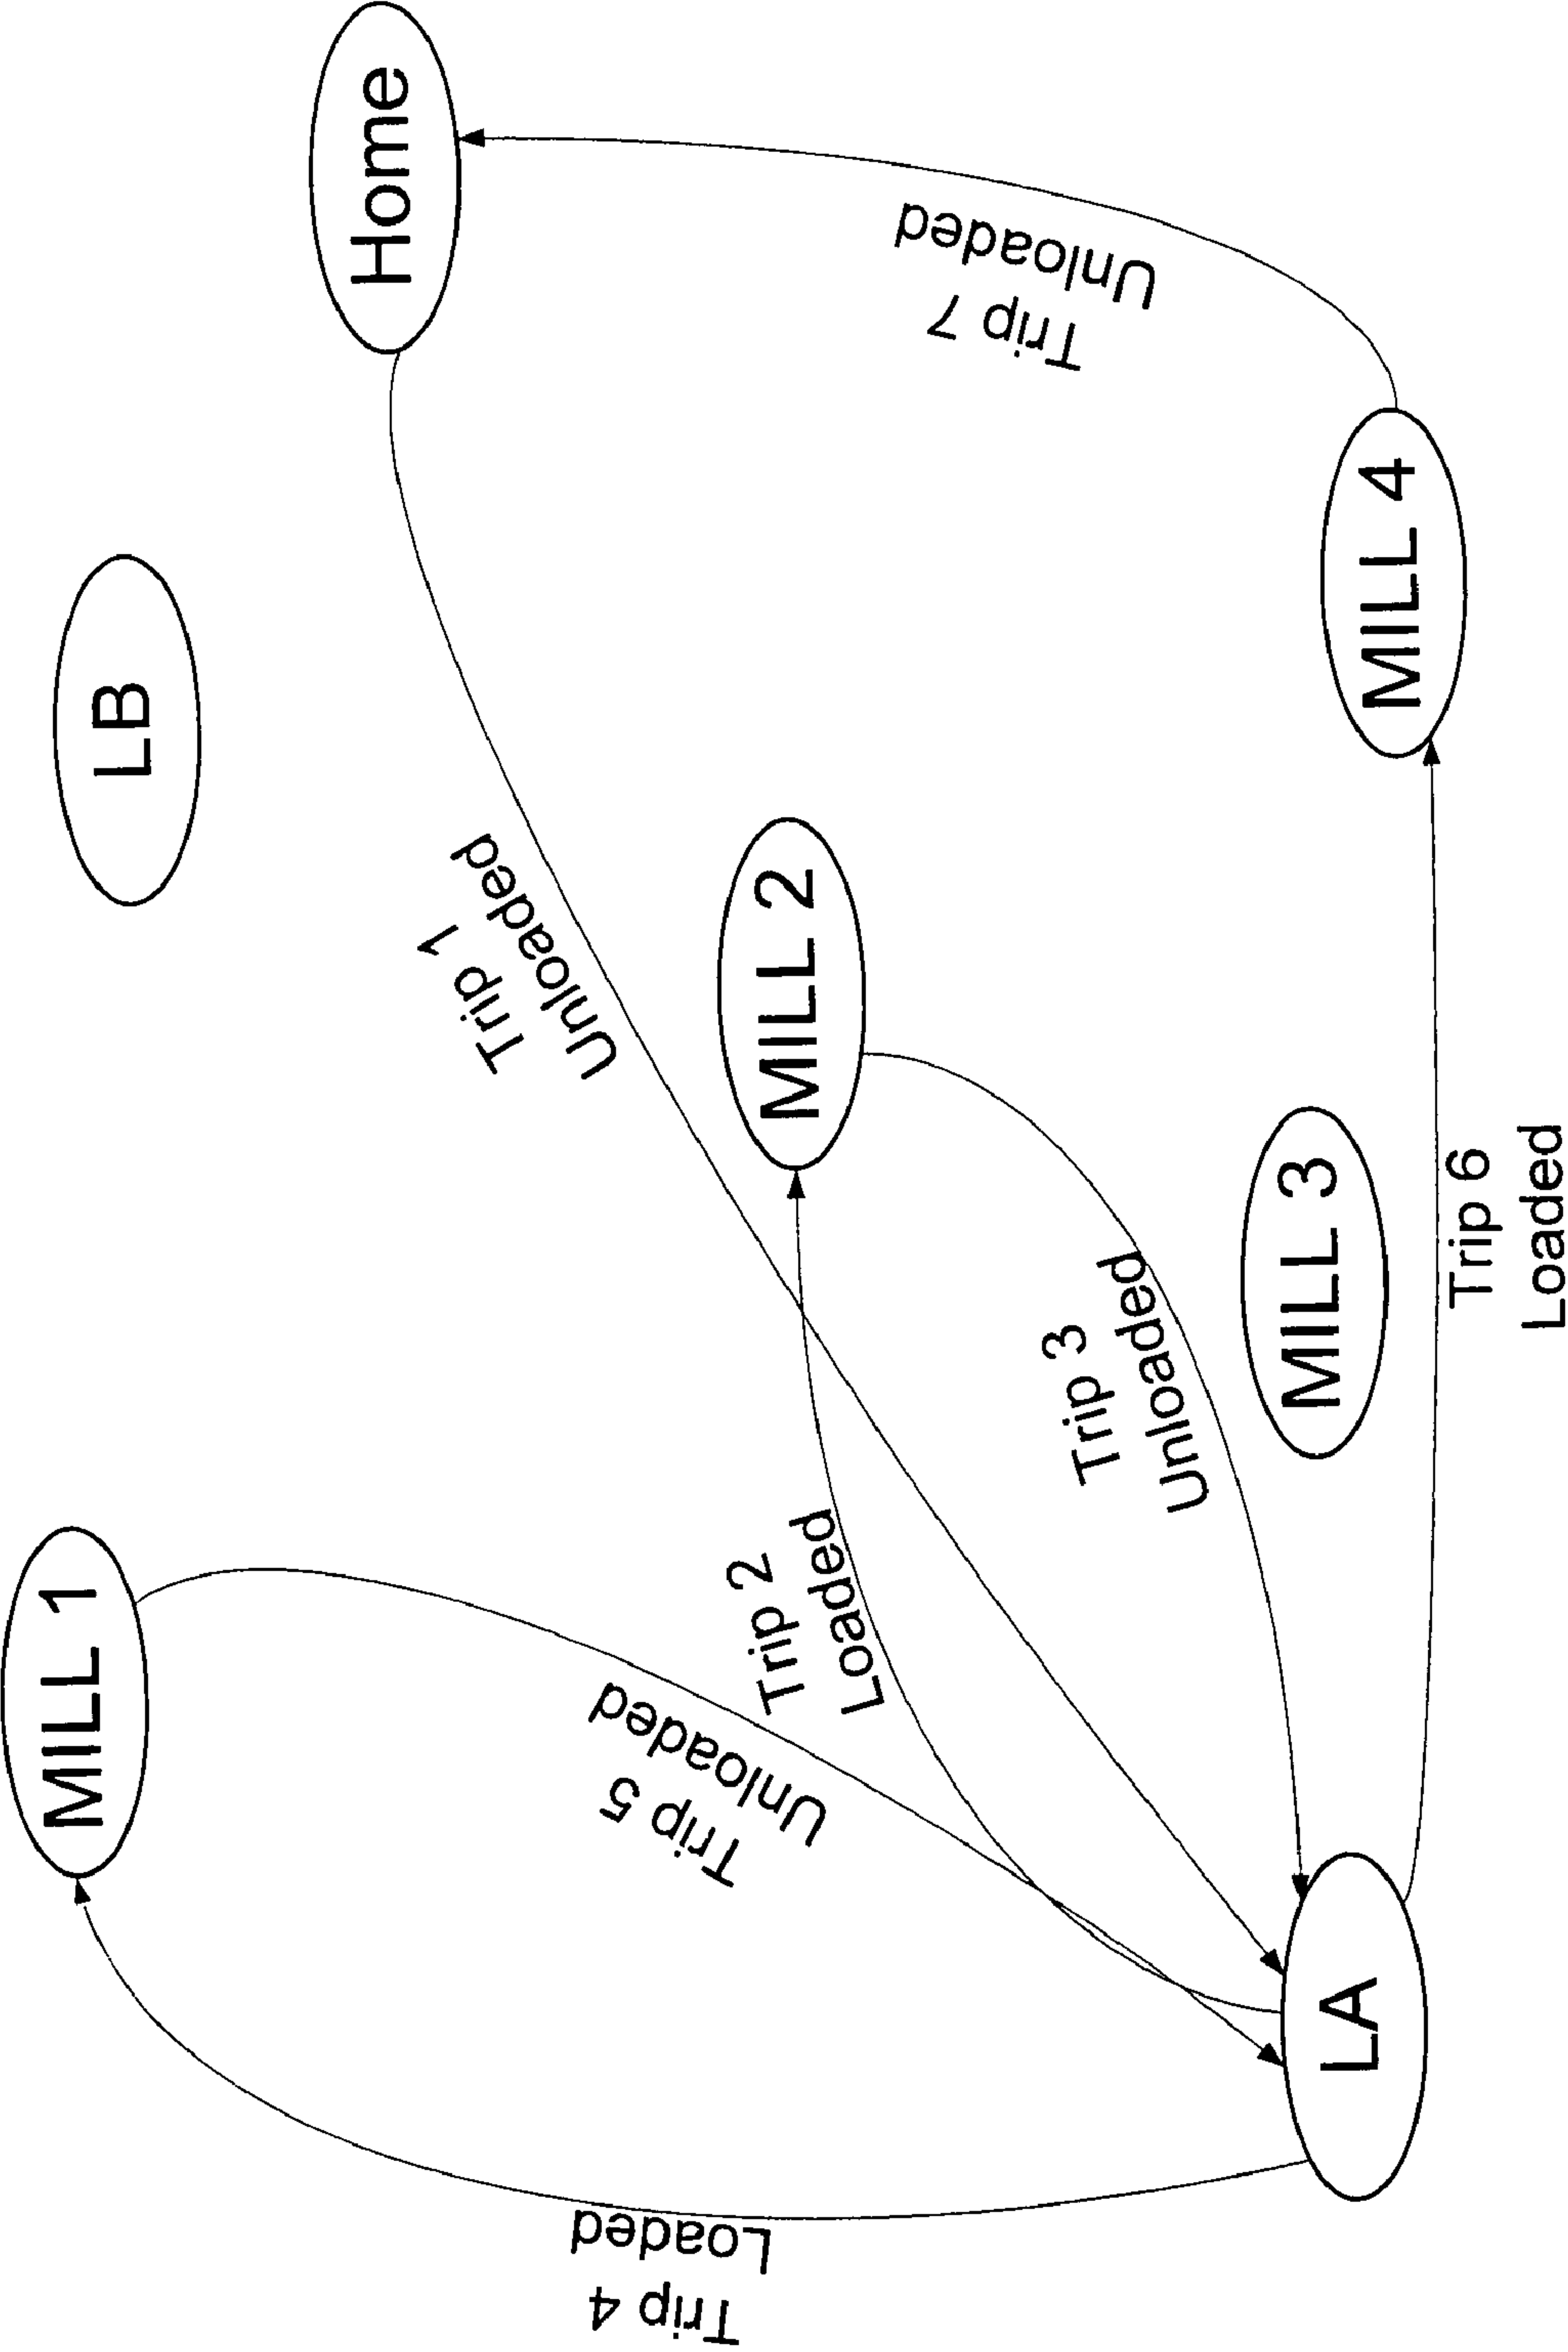 MILL 1
LB
Home
Trip 4
Loaded
Trip 5
Unloaded
Trip 1
Unloaded
Trip 2
Loaded
MILL 2
Trip 3
Unloaded
Trip 7
Unloaded
LA
MILL 3
MILL 4
Trip 6
Loaded